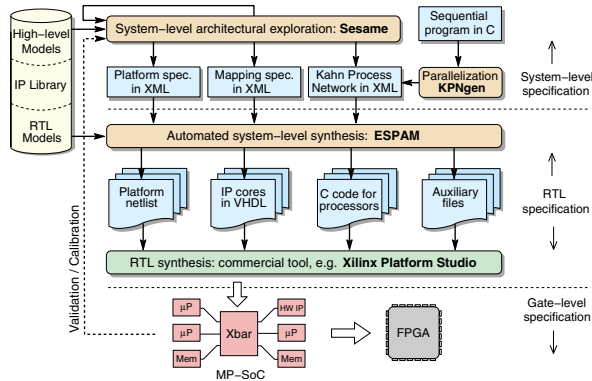 High-level
Models
IP Library
RTL
Models
System-level architectural exploration: Sesame
Sequential
program in C
Platform spec.
in XML
Mapping spec.
in XML
Kahn Process
Network in XML
Parallelization
KPNgen
System-level
specification
Automated system-level synthesis: ESPAM
Platform
netlist
IP cores
in VHDL
C code for
processors
Auxiliary
files
RTL
specification
RTL synthesis: commercial tool, e.g. Xilinx Platform Studio
Validation / Calibration
µP
µP
Mem
Xbar
HW IP
µP
Mem
MP-SoC
FPGA
Gate-level
specification